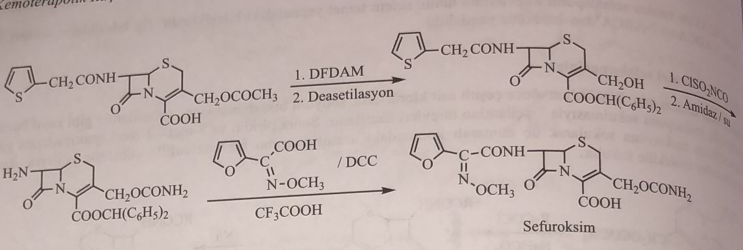 Kemoterapötik
S CH₂CONH S O N CH₂OCOCH₃ COOH
1. DFDAM
2. Deasetilasyon
S CH₂CONH S O N CH₂OH COOCH(C₆H₅)₂
1. ClSO₂NCO
2. Amidaz / su
H₂N S O N CH₂OCONH₂ COOCH(C₆H₅)₂
O C COOH N-OCH₃ / DCC
CF₃COOH
O C-CONH N OCH₃ S O N CH₂OCONH₂ COOH
Sefuroksim